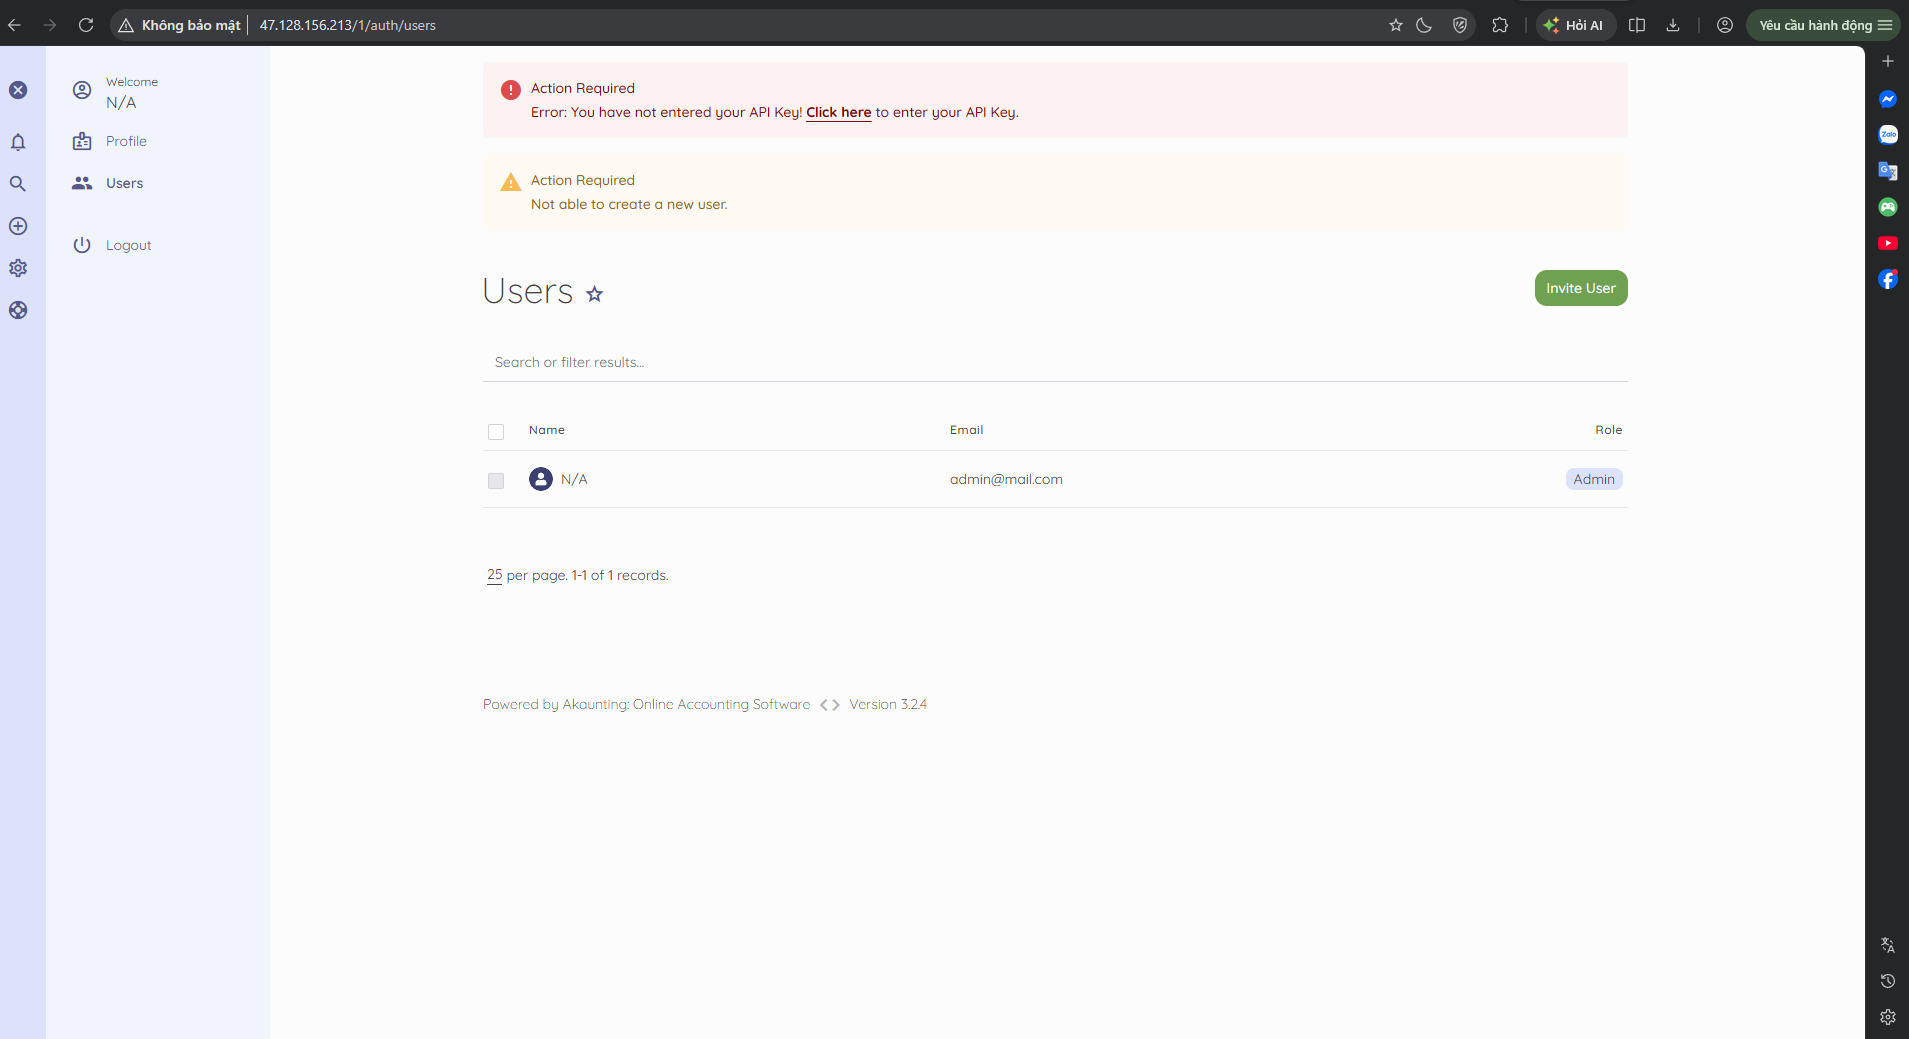 Không bảo mật
47.128.156.213/1/auth/users
Hỏi AI
Yêu cầu hành động
Welcome
N/A
Profile
Users
Logout
Action Required
Error: You have not entered your API Key! Click here to enter your API Key.
Action Required
Not able to create a new user.
Users
Invite User
Search or filter results...
Name Email Role
N/A admin@mail.com Admin
25 per page. 1-1 of 1 records.
Powered by Akaunting: Online Accounting Software <> Version 3.2.4
Zalo